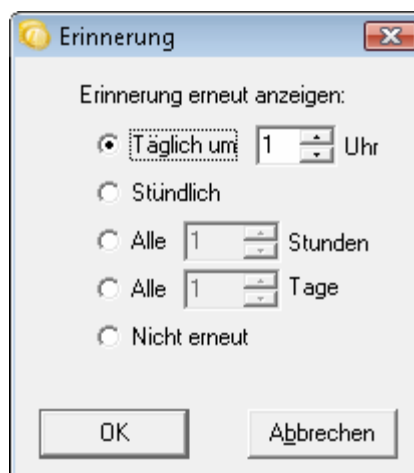 Erinnerung
Erinnerung erneut anzeigen:
Täglich um 1 Uhr
Stündlich
Alle 1 Stunden
Alle 1 Tage
Nicht erneut
OK Abbrechen